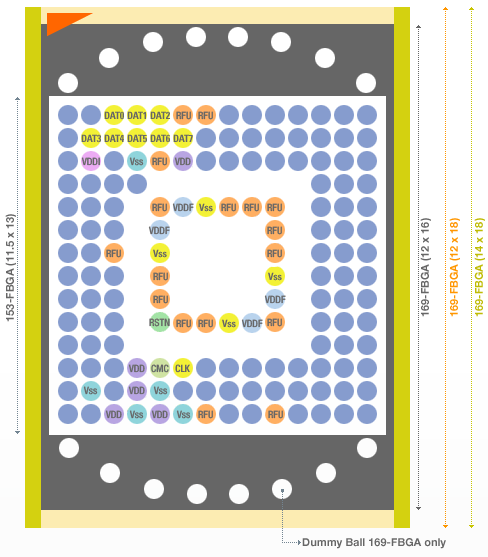 DAT0 DAT1 DAT2 RFU RFU
DAT3 DAT4 DAT5 DAT6 DAT7
VDDI Vss RFU VDD
RFU VDDF Vss RFU RFU RFU
VDDF RFU
RFU Vss RFU
RFU Vss
RFU VDDF
RSTN RFU RFU Vss VDDF RFU
VDD CMC CLK
Vss VDD Vss
VDD Vss VDD Vss RFU RFU
153-FBGA (11.5 x 13)
169-FBGA (12 x 16)
169-FBGA (12 x 18)
169-FBGA (14 x 18)
Dummy Ball 169-FBGA only